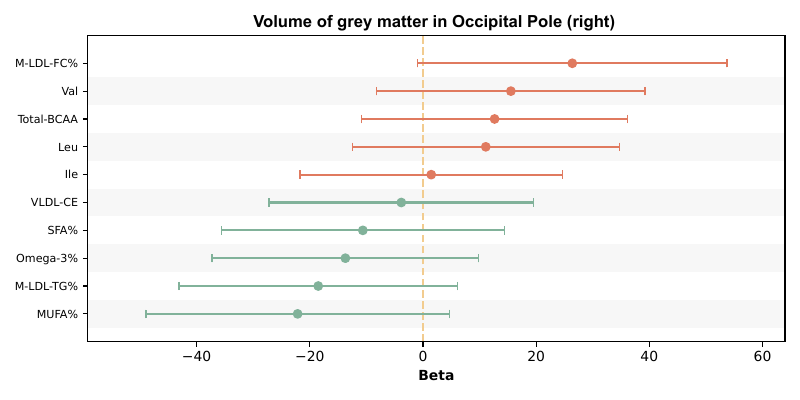 Volume of grey matter in Occipital Pole (right)
M-LDL-FC%
Val
Total-BCAA
Leu
Ile
VLDL-CE
SFA%
Omega-3%
M-LDL-TG%
MUFA%
−40 −20 0 20 40 60
Beta